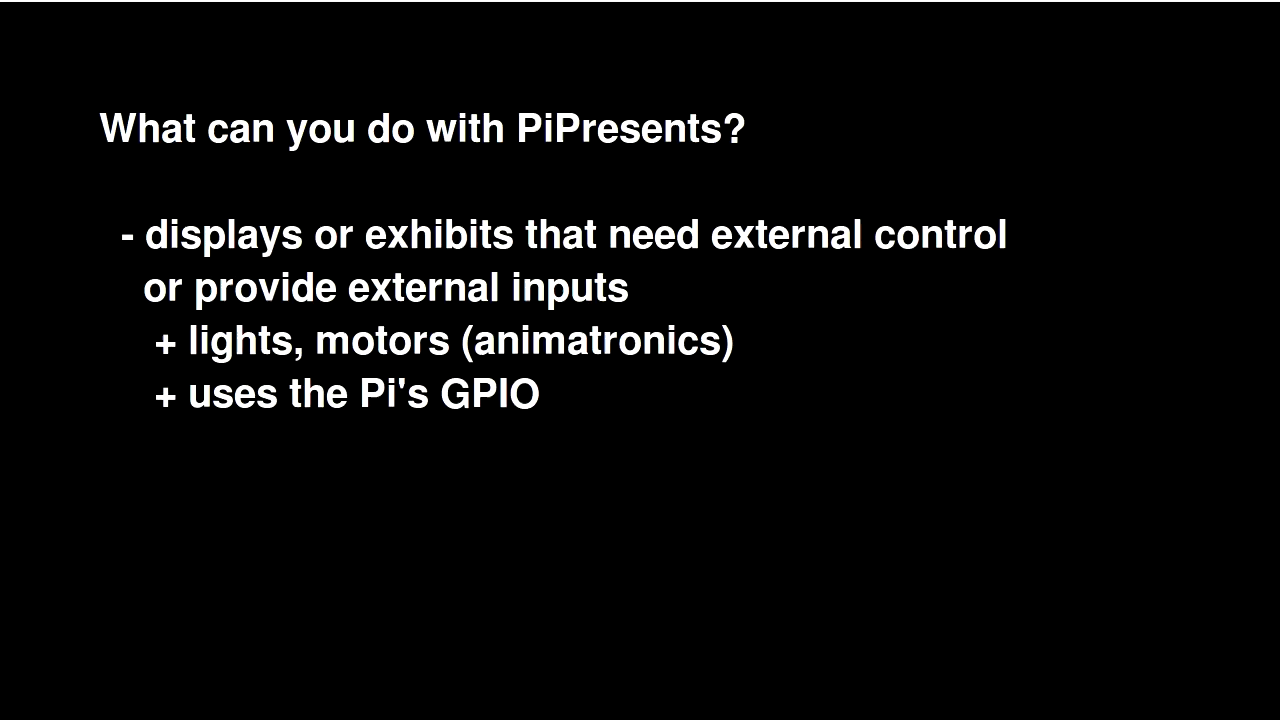 What can you do with PiPresents?
- displays or exhibits that need external control
or provide external inputs
+ lights, motors (animatronics)
+ uses the Pi's GPIO